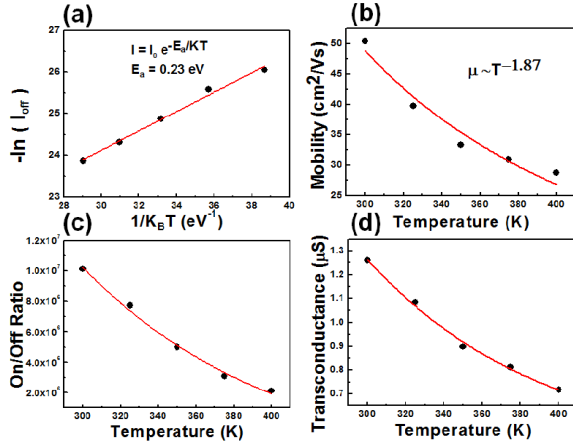 (a)
I = I₀ e⁻ᴱᵃ/ᴷᵀ
Eₐ = 0.23 eV
-ln ( I_off )
27
26
25
24
23
28 30 32 34 36 38 40
1/K_BT (eV⁻¹)
(b)
μ ~T⁻¹·⁸⁷
Mobility (cm²/Vs)
50
45
40
35
30
25
300 320 340 360 380 400
Temperature (K)
(c)
On/Off Ratio
1.2x10⁷
1.0x10⁷
8.0x10⁶
6.0x10⁶
4.0x10⁶
2.0x10⁶
300 320 340 360 380 400
Temperature (K)
(d)
Transconductance (μS)
1.3
1.2
1.1
1.0
0.9
0.8
0.7
300 320 340 360 380 400
Temperature (K)